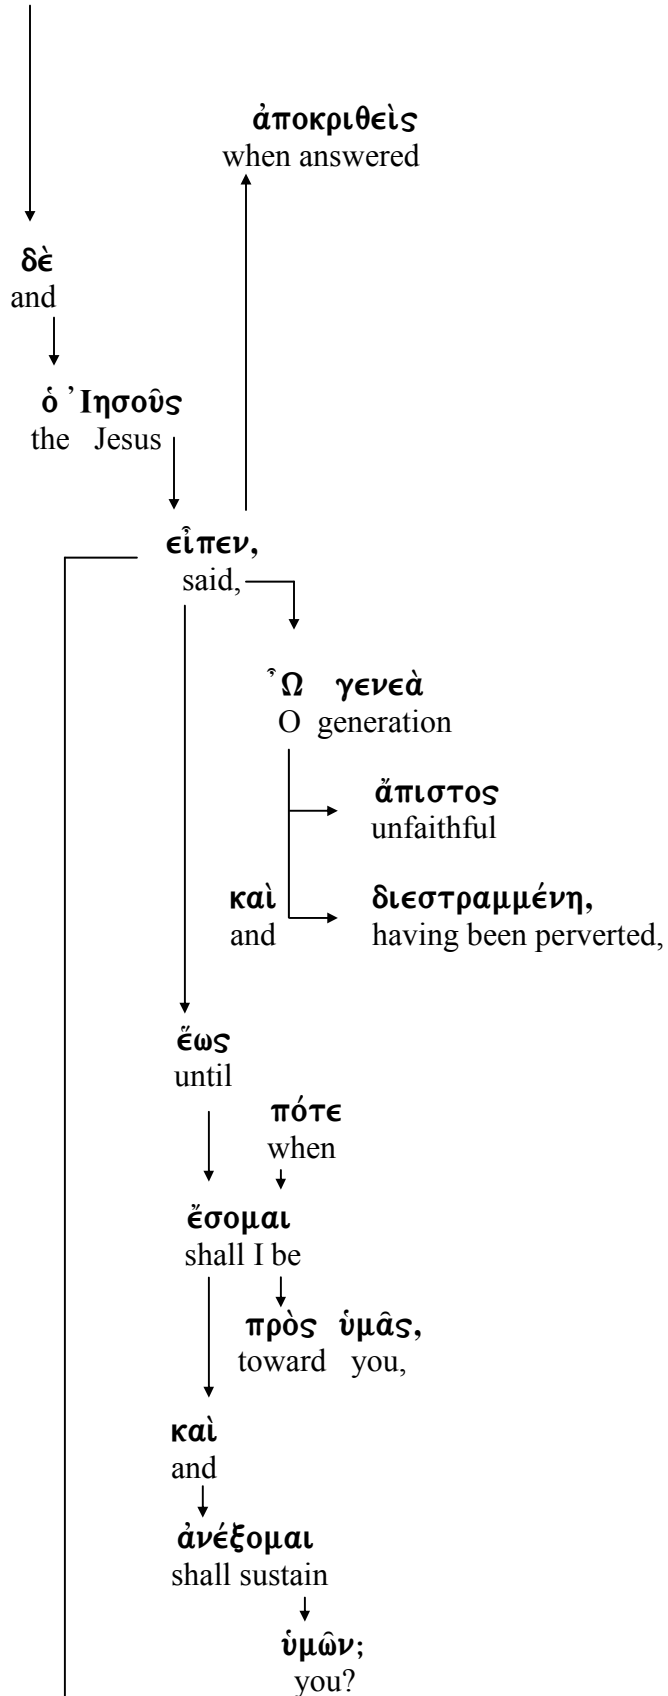 ἀποκριθεὶς
when answered
δὲ
and
ὁ Ἰησοῦς
the Jesus
εἶπεν,
said,
Ὦ γενεὰ
O generation
ἄπιστος
unfaithful
καὶ διεστραμμένη,
and having been perverted,
ἕως
until
πότε
when
ἔσομαι
shall I be
πρὸς ὑμᾶς,
toward you,
καὶ
and
ἀνέξομαι
shall sustain
ὑμῶν;
you?